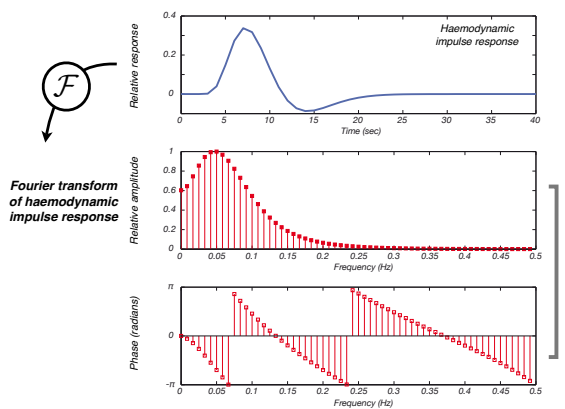 0.4
Haemodynamic
impulse response
0.2
0
Relative response
0 5 10 15 20 25 30 35 40
Time (sec)
ℱ
Fourier transform
of haemodynamic
impulse response
1
0.8
0.6
0.4
0.2
0
Relative amplitude
0 0.05 0.1 0.15 0.2 0.25 0.3 0.35 0.4 0.45 0.5
Frequency (Hz)
π
0
-π
Phase (radians)
0 0.05 0.1 0.15 0.2 0.25 0.3 0.35 0.4 0.45 0.5
Frequency (Hz)